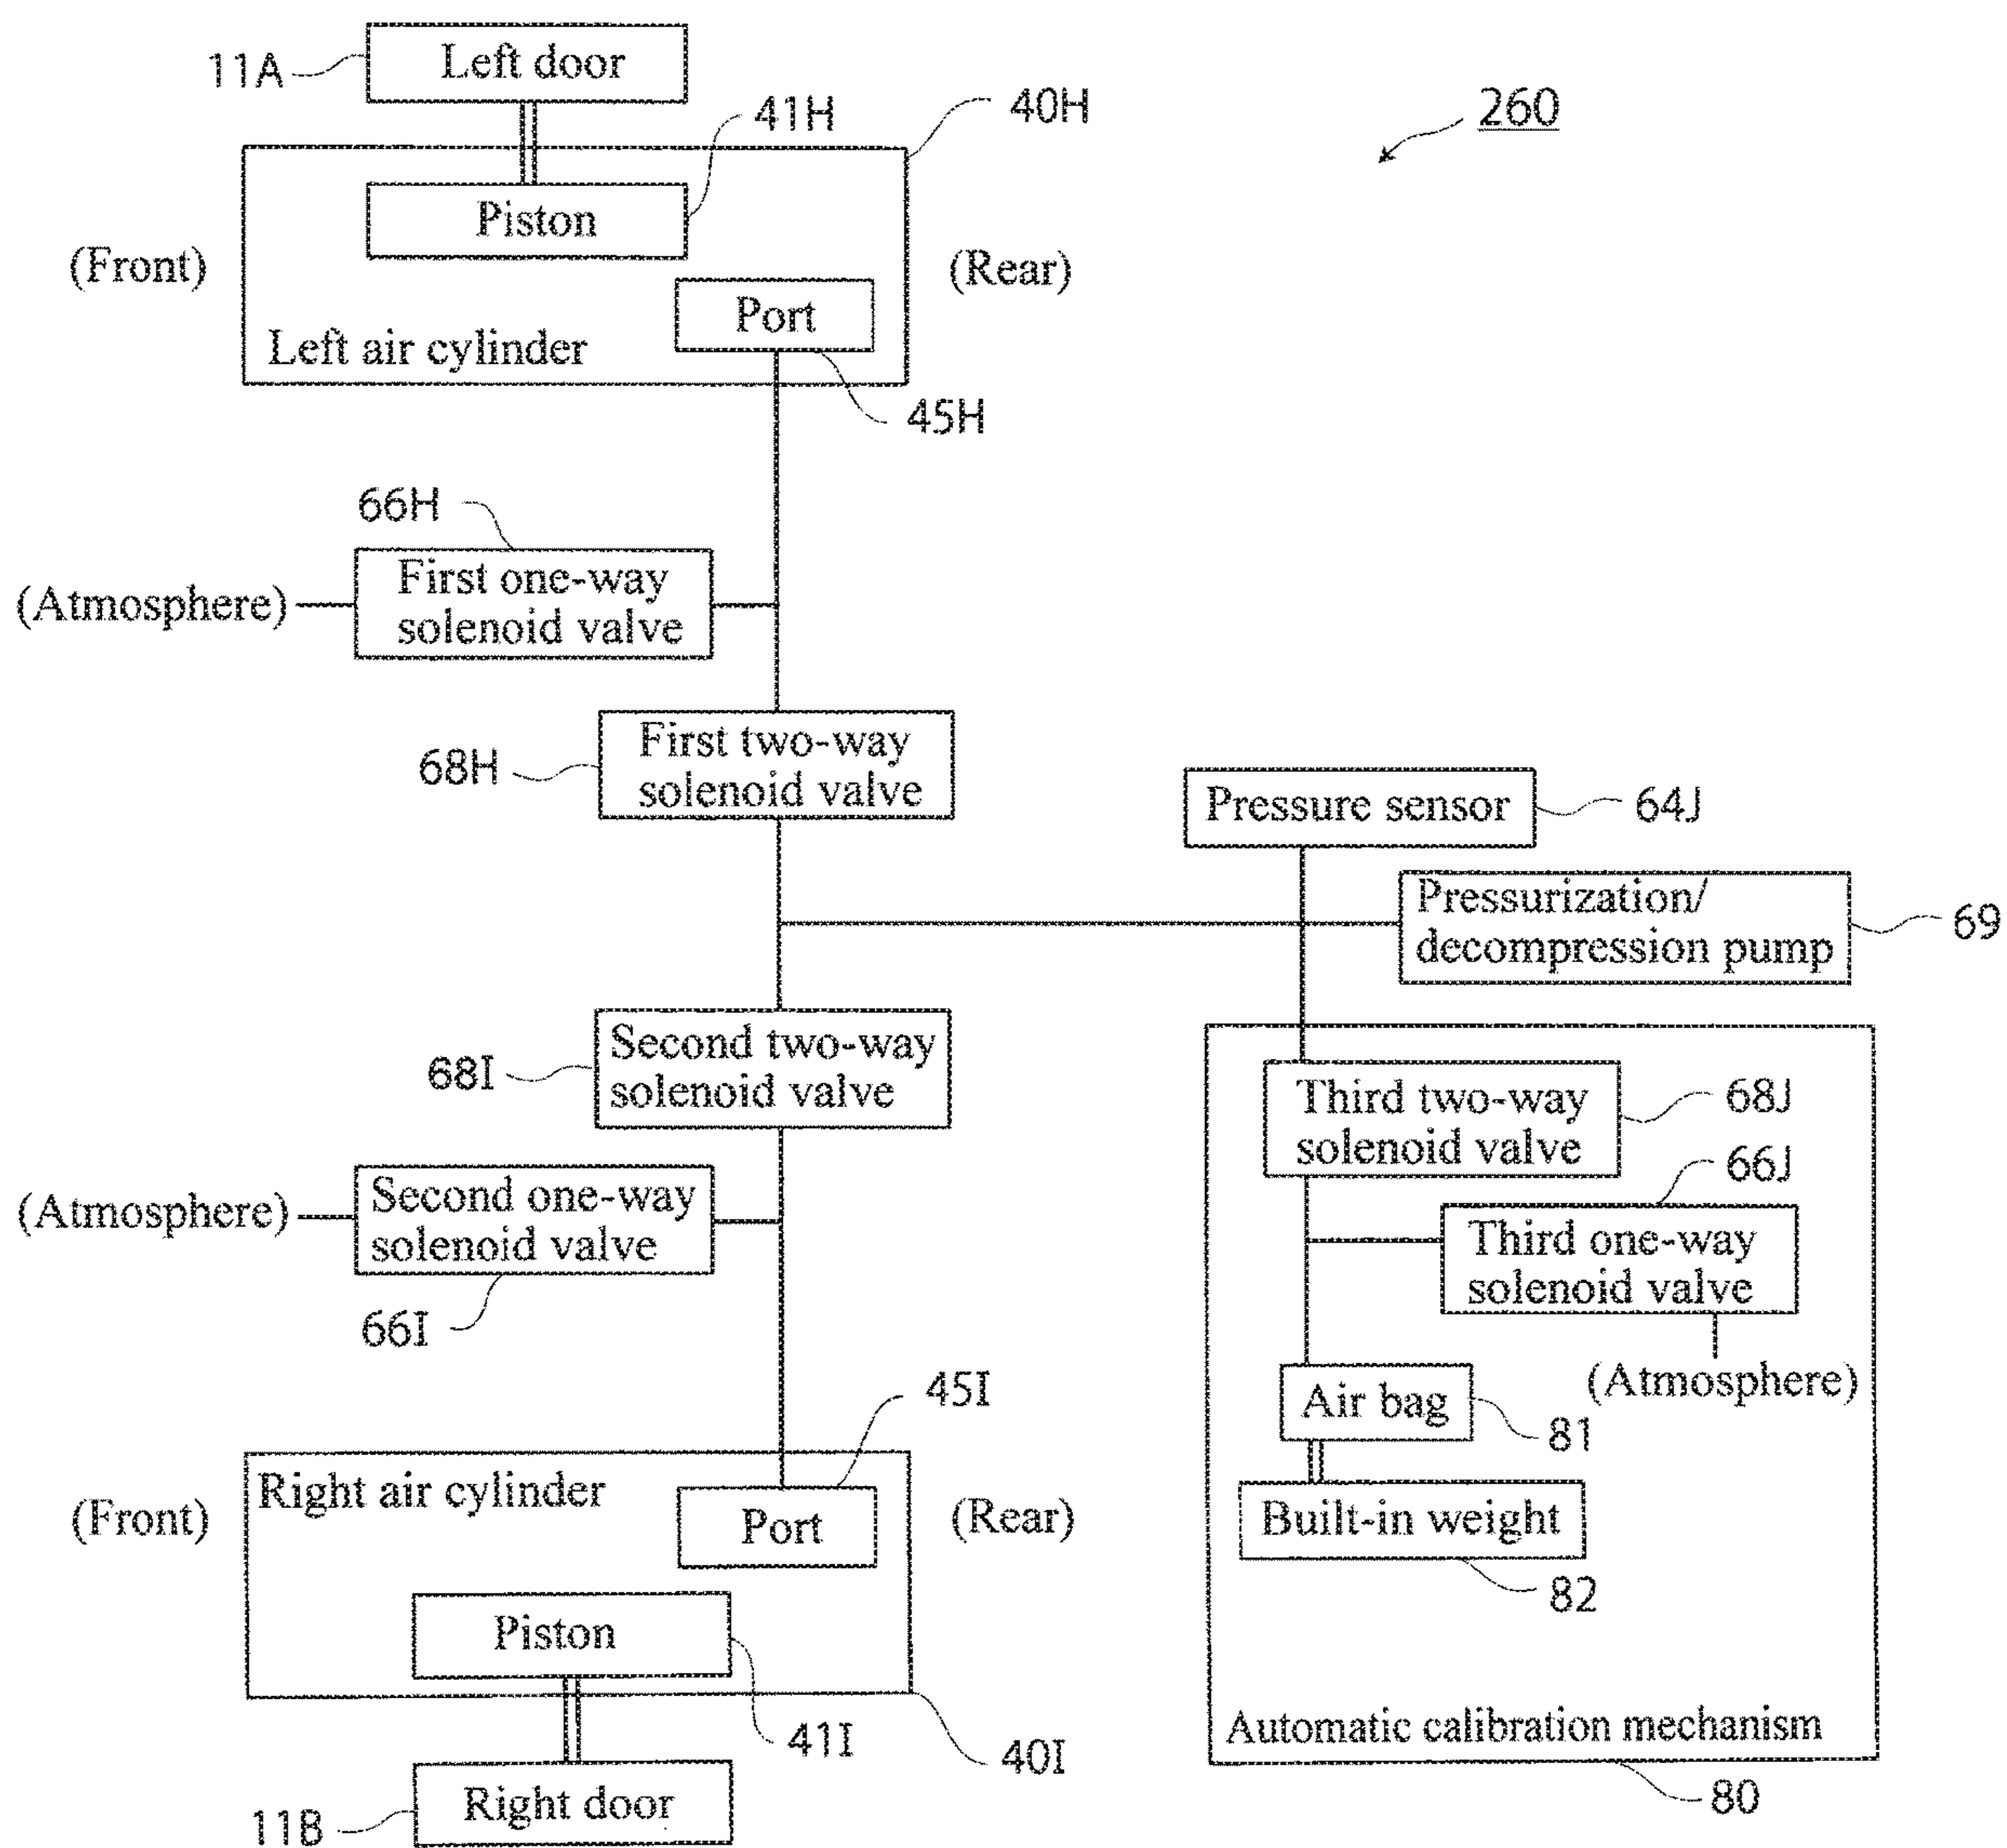 Left door
11A
41H
40H
260
Piston
(Front)
(Rear)
Port
Left air cylinder
45H
66H
First one-way
solenoid valve
(Atmosphere)
First two-way
solenoid valve
68H
Pressure sensor
64J
Pressurization/
decompression pump
69
Second two-way
solenoid valve
68I
Third two-way
solenoid valve
68J
66J
Second one-way
solenoid valve
(Atmosphere)
66I
Third one-way
solenoid valve
(Atmosphere)
45I
Air bag
81
Right air cylinder
(Front)
Port
(Rear)
Built-in weight
82
Piston
41I
40I
Automatic calibration mechanism
80
Right door
11B